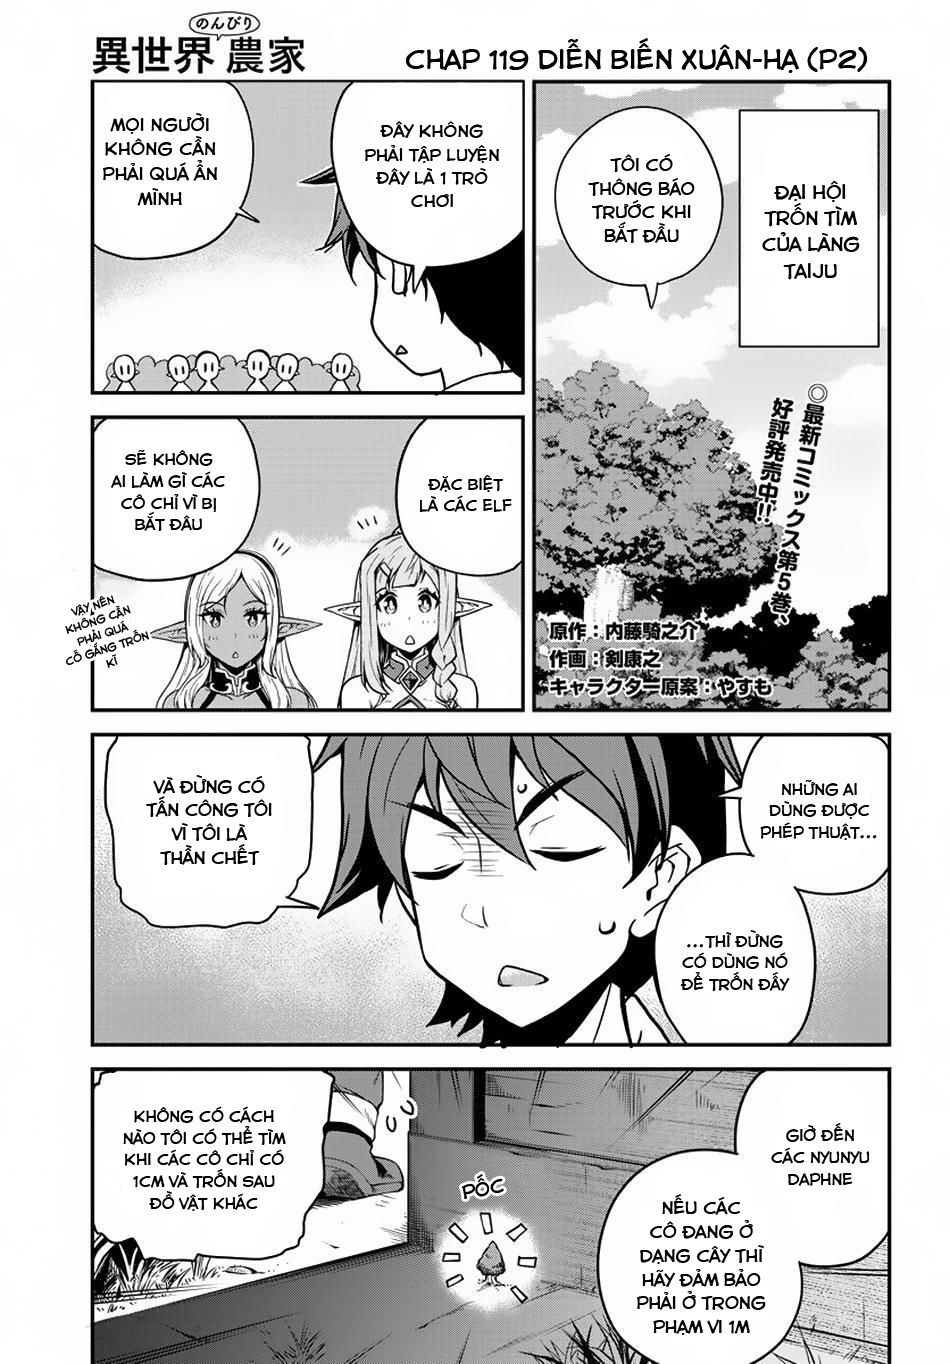 のんびり
異世界農家
CHAP 119 DIỄN BIẾN XUÂN-HẠ (P2)
ĐẠI HỘI
TRỐN TÌM
CỦA LÀNG
TAIJU
TÔI CÓ
THÔNG BÁO
TRƯỚC KHI
BẮT ĐẦU
◎最新コミックス第5巻、
好評発売中!!
原作：内藤騎之介
作画：剣康之
キャラクター原案：やすも
ĐÂY KHÔNG
PHẢI TẬP LUYỆN
ĐÂY LÀ 1 TRÒ
CHƠI
MỌI NGƯỜI
KHÔNG CẦN
PHẢI QUÁ ẨN
MÌNH
ĐẶC BIỆT
LÀ CÁC ELF
SẼ KHÔNG
AI LÀM GÌ CÁC
CÔ CHỈ VÌ BỊ
BẮT ĐÂU
VẬY NÊN
KHÔNG CẦN
PHẢI QUÁ
CỐ GẮNG TRỐN
KĨ
NHỮNG AI
DÙNG ĐƯỢC
PHÉP THUẬT...
...THÌ ĐỪNG
CÓ DÙNG NÓ
ĐỂ TRỐN ĐẤY
VÀ ĐỪNG CÓ
TẤN CÔNG TÔI
VÌ TÔI LÀ
THẦN CHẾT
GIỜ ĐẾN
CÁC NYUNYU
DAPHNE
NẾU CÁC
CÔ ĐANG Ở
DẠNG CÂY THÌ
HÃY ĐẢM BẢO
PHẢI Ở TRONG
PHẠM VI 1M
PỐC
KHÔNG CÓ CÁCH
NÀO TÔI CÓ THỂ TÌM
KHI CÁC CÔ CHỈ CÓ
1CM VÀ TRỐN SAU
ĐỒ VẬT KHÁC